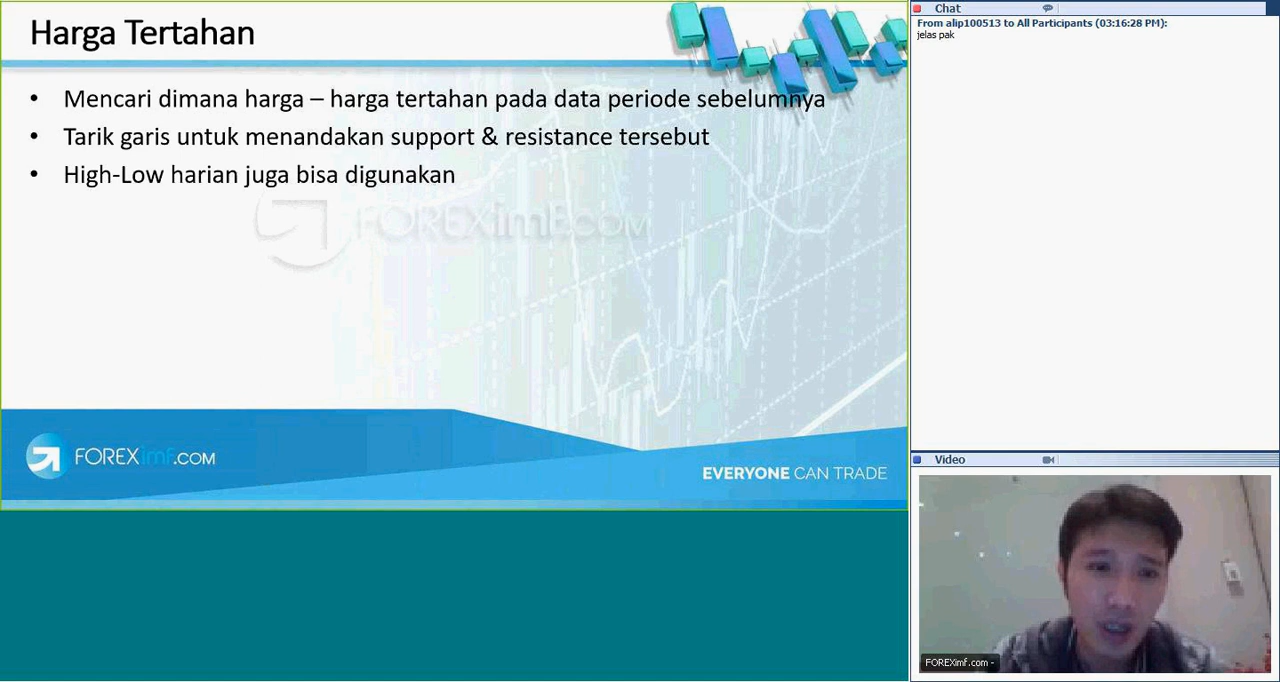 Harga Tertahan
• Mencari dimana harga – harga tertahan pada data periode sebelumnya
• Tarik garis untuk menandakan support & resistance tersebut
• High-Low harian juga bisa digunakan
FOREXimf.COM
FOREXimf.COM
EVERYONE CAN TRADE
Chat
From alip100513 to All Participants (03:16:28 PM):
jelas pak
Video
FOREXimf.com -